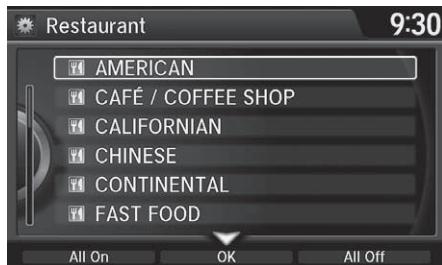 Restaurant 9:30
AMERICAN
CAFÉ / COFFEE SHOP
CALIFORNIAN
CHINESE
CONTINENTAL
FAST FOOD
All On OK All Off